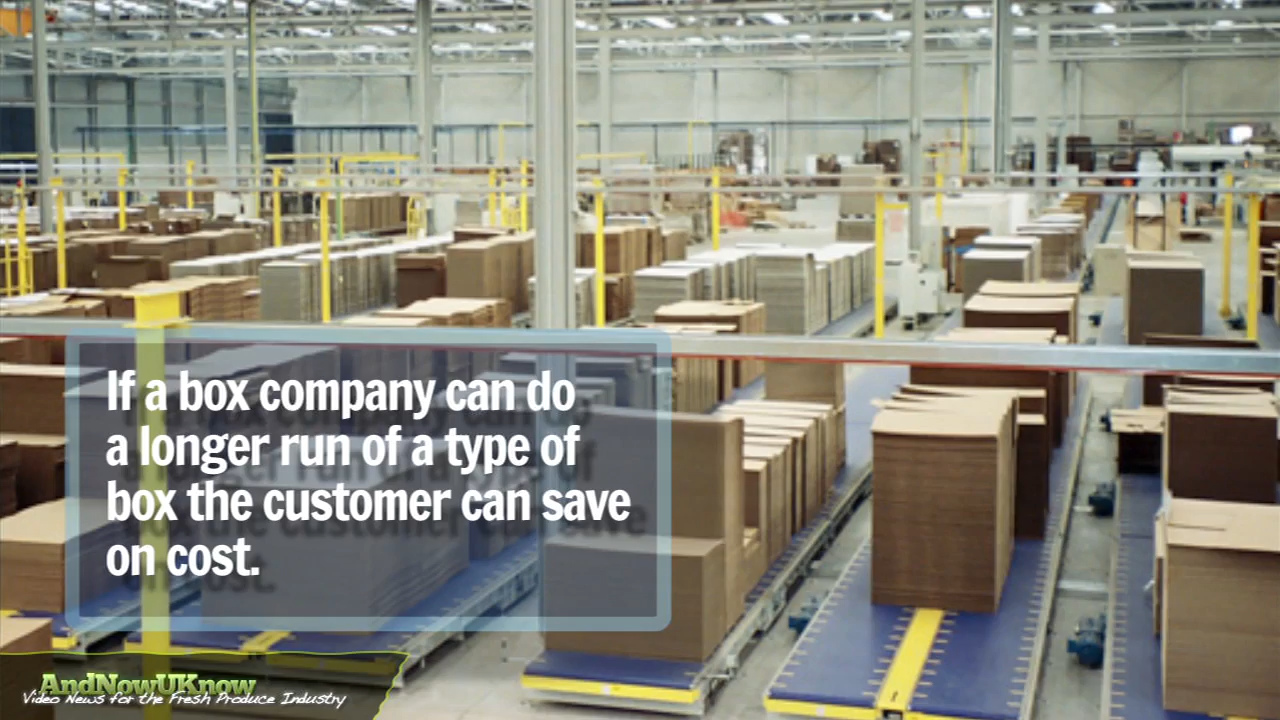 If a box company can do
a longer run of a type of
box the customer can save
on cost.
AndNowUKnow
Video News for the Fresh Produce Industry